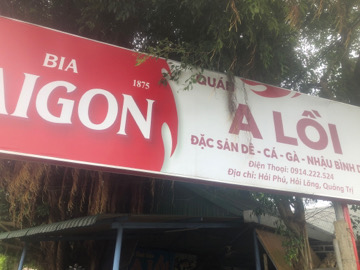 BIA
1875
AIGON
QUÁN
A LỒI
ĐẶC SẢN DÊ - CÁ - GÀ - NHẬU BÌNH D
Điện Thoại: 0914.222.524
Địa chỉ: Hải Phú, Hải Lăng, Quảng Trị